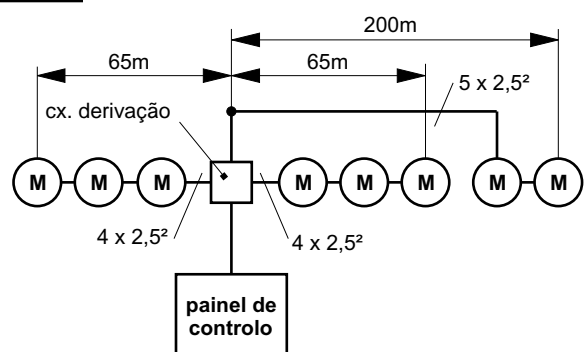 200m
65m
65m
5 x 2,5²
cx. derivação
M
M
M
M
M
M
M
M
4 x 2,5²
4 x 2,5²
painel de
controlo